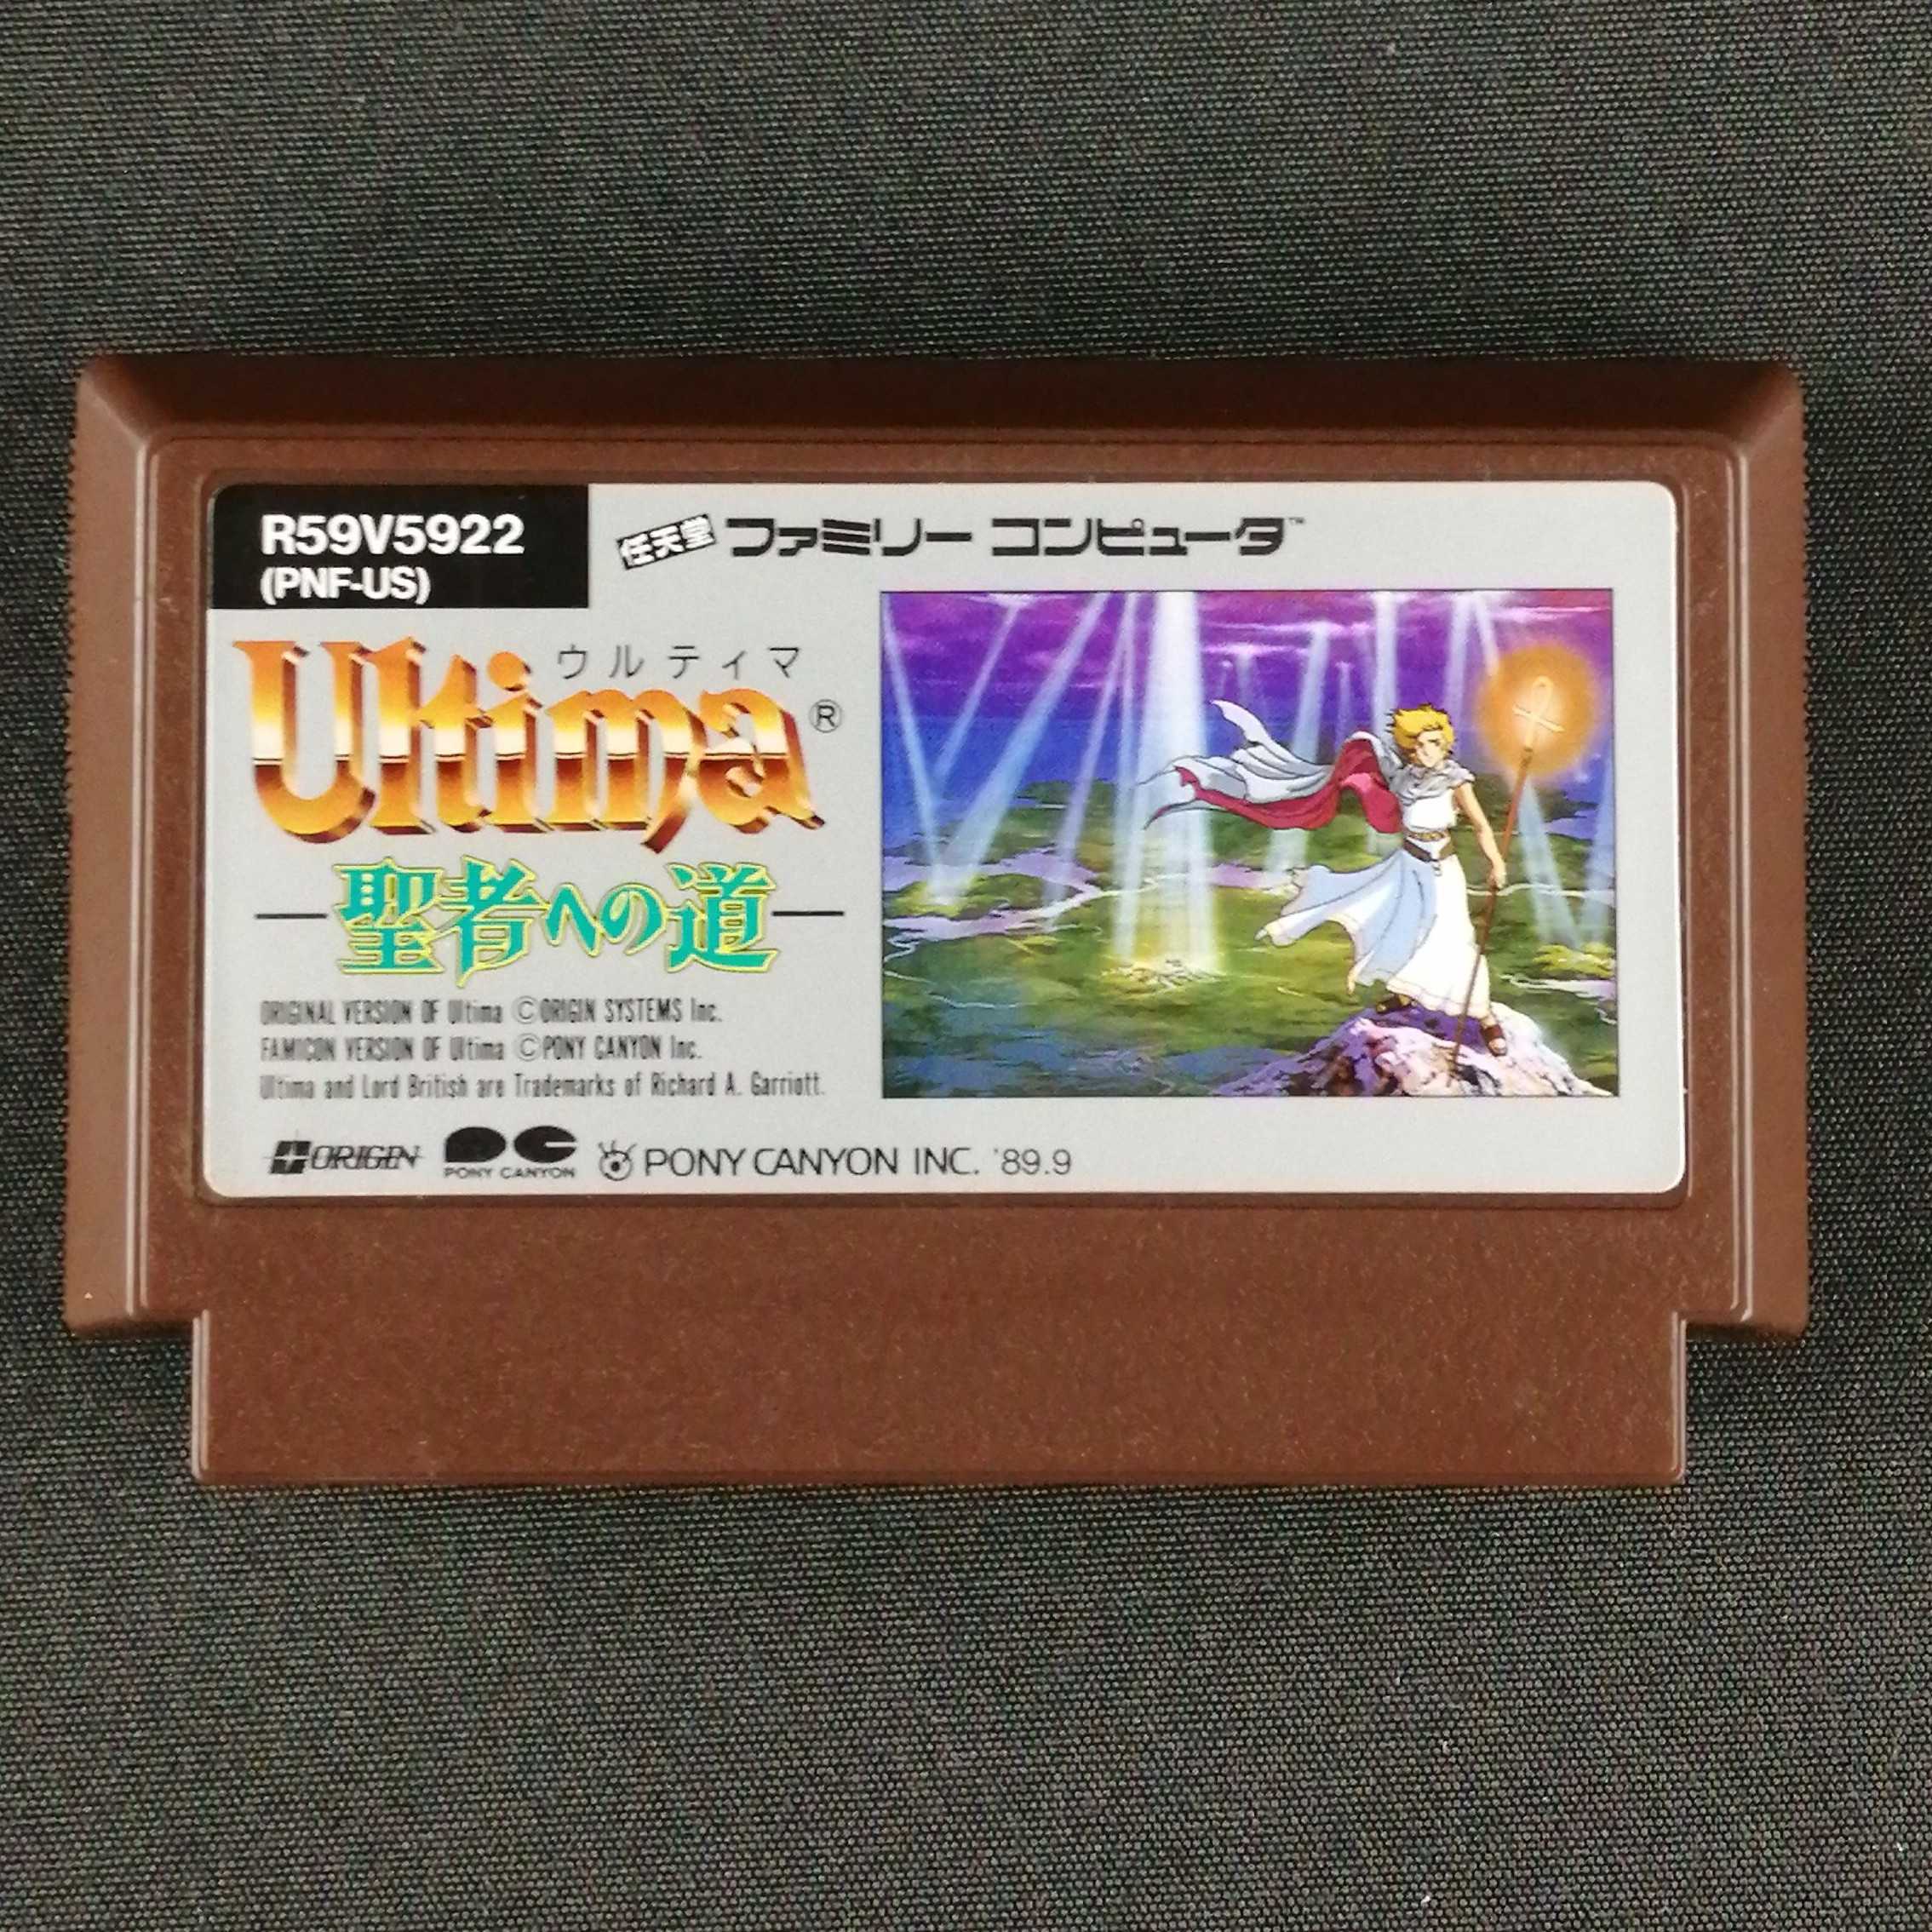 R59V5922
(PNF-US)
任天堂 ファミリー コンピュータ™
ウルティマ
Ultima®
聖者への道
ORIGINAL VERSION OF Ultima ©ORIGIN SYSTEMS Inc.
FAMICON VERSION OF Ultima ©PONY CANYON Inc.
Ultima and Lord British are Trademarks of Richard A. Garriott.
ORIGIN PC PONY CANYON PONY CANYON INC. '89.9